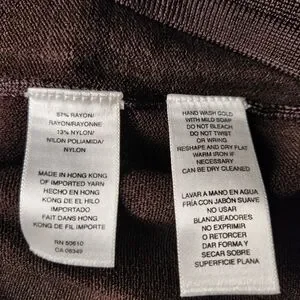 87% RAYON/
RAYON/RAYONNE
13% NYLON/
NYLON POLIAMIDA/
NYLON
MADE IN HONG KONG
OF IMPORTED YARN
HECHO EN HONG
KONG DE EL HILO
IMPORTADO
FAIT DANS HONG
KONG DE FIL IMPORTE
RN 50610
CA 08349
HAND WASH COLD
WITH MILD SOAP
DO NOT BLEACH
DO NOT TWIST
OR WRING
RESHAPE AND DRY FLAT
WARM IRON IF
NECESSARY
CAN BE DRY CLEANED
LAVAR A MANO EN AGUA
FRÍA CON JABÓN SUAVE
NO USAR
BLANQUEADORES
NO EXPRIMIR
O RETORCER
DAR FORMA Y
SECAR SOBRE
SUPERFICIE PLANA